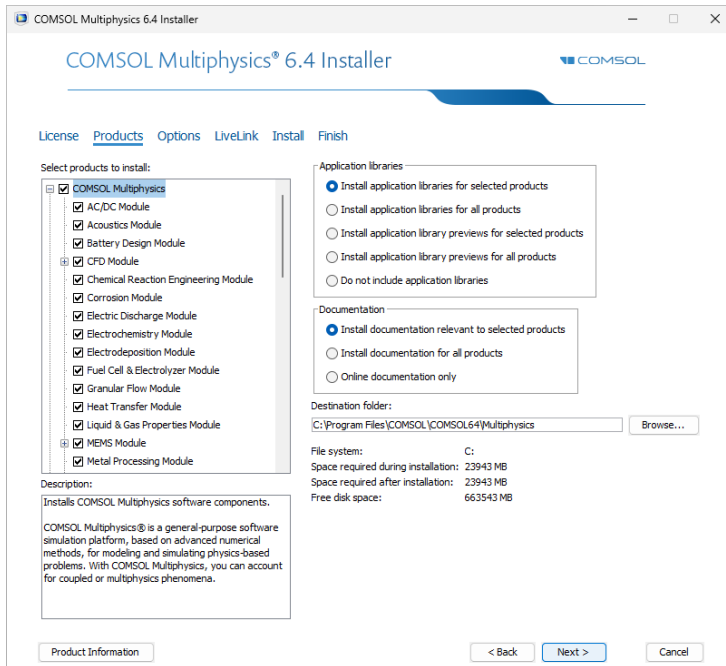 COMSOL Multiphysics 6.4 Installer
COMSOL Multiphysics® 6.4 Installer
COMSOL
License Products Options LiveLink Install Finish
Select products to install:
COMSOL Multiphysics
AC/DC Module
Acoustics Module
Battery Design Module
CFD Module
Chemical Reaction Engineering Module
Corrosion Module
Electric Discharge Module
Electrochemistry Module
Electrodeposition Module
Fuel Cell & Electrolyzer Module
Granular Flow Module
Heat Transfer Module
Liquid & Gas Properties Module
MEMS Module
Metal Processing Module
Description:
Installs COMSOL Multiphysics software components.
COMSOL Multiphysics® is a general-purpose software
simulation platform, based on advanced numerical
methods, for modeling and simulating physics-based
problems. With COMSOL Multiphysics, you can account
for coupled or multiphysics phenomena.
Application libraries
Install application libraries for selected products
Install application libraries for all products
Install application library previews for selected products
Install application library previews for all products
Do not include application libraries
Documentation
Install documentation relevant to selected products
Install documentation for all products
Online documentation only
Destination folder:
C:\Program Files\COMSOL\COMSOL64\Multiphysics
Browse...
File system: C:
Space required during installation: 23943 MB
Space required after installation: 23943 MB
Free disk space: 663543 MB
Product Information
< Back
Next >
Cancel